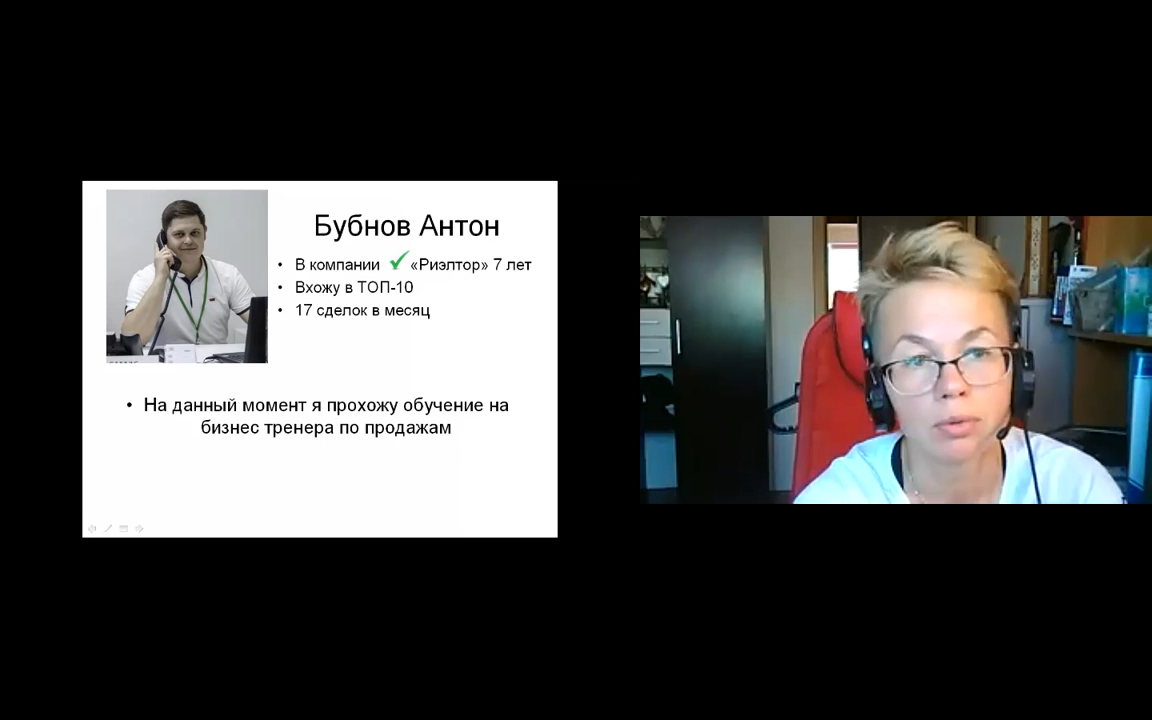 Бубнов Антон
• В компании «Риэлтор» 7 лет
• Вхожу в ТОП-10
• 17 сделок в месяц
• На данный момент я прохожу обучение на
бизнес тренера по продажам